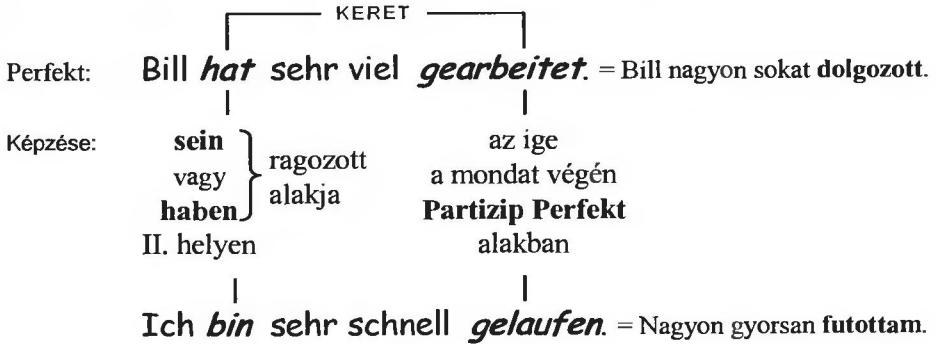 KERET
Perfekt: Bill hat sehr viel gearbeitet. = Bill nagyon sokat dolgozott.
Képzése: sein az ige
vagy ragozott a mondat végén
haben alakja Partizip Perfekt
II. helyen alakban
Ich bin sehr schnell gelaufen. = Nagyon gyorsan futottam.